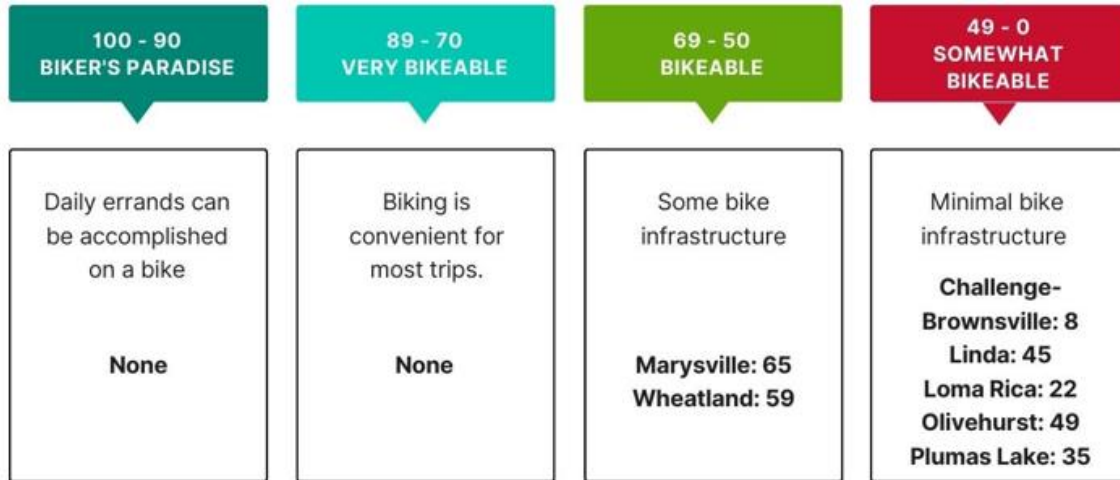 100 - 90
BIKER'S PARADISE
Daily errands can
be accomplished
on a bike
None
89 - 70
VERY BIKEABLE
Biking is
convenient for
most trips.
None
69 - 50
BIKEABLE
Some bike
infrastructure
Marysville: 65
Wheatland: 59
49 - 0
SOMEWHAT
BIKEABLE
Minimal bike
infrastructure
Challenge-
Brownsville: 8
Linda: 45
Loma Rica: 22
Olivehurst: 49
Plumas Lake: 35